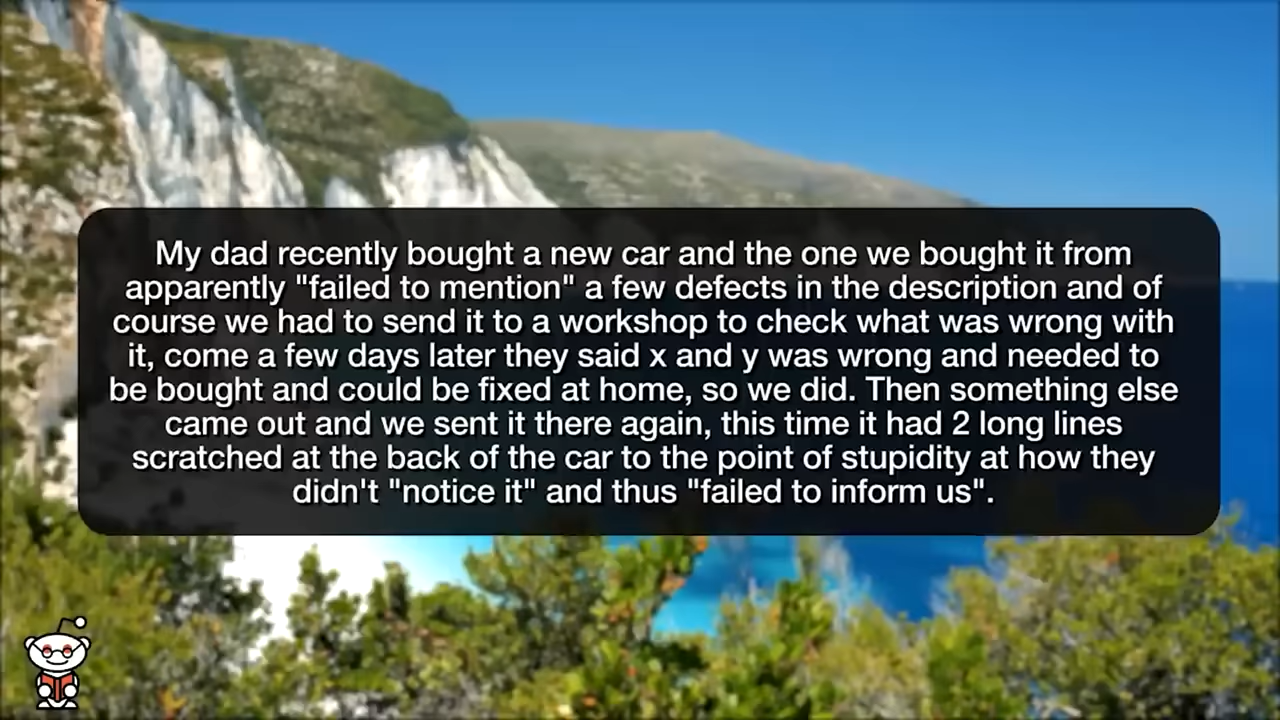 My dad recently bought a new car and the one we bought it from
apparently "failed to mention" a few defects in the description and of
course we had to send it to a workshop to check what was wrong with
it, come a few days later they said x and y was wrong and needed to
be bought and could be fixed at home, so we did. Then something else
came out and we sent it there again, this time it had 2 long lines
scratched at the back of the car to the point of stupidity at how they
didn't "notice it" and thus "failed to inform us".